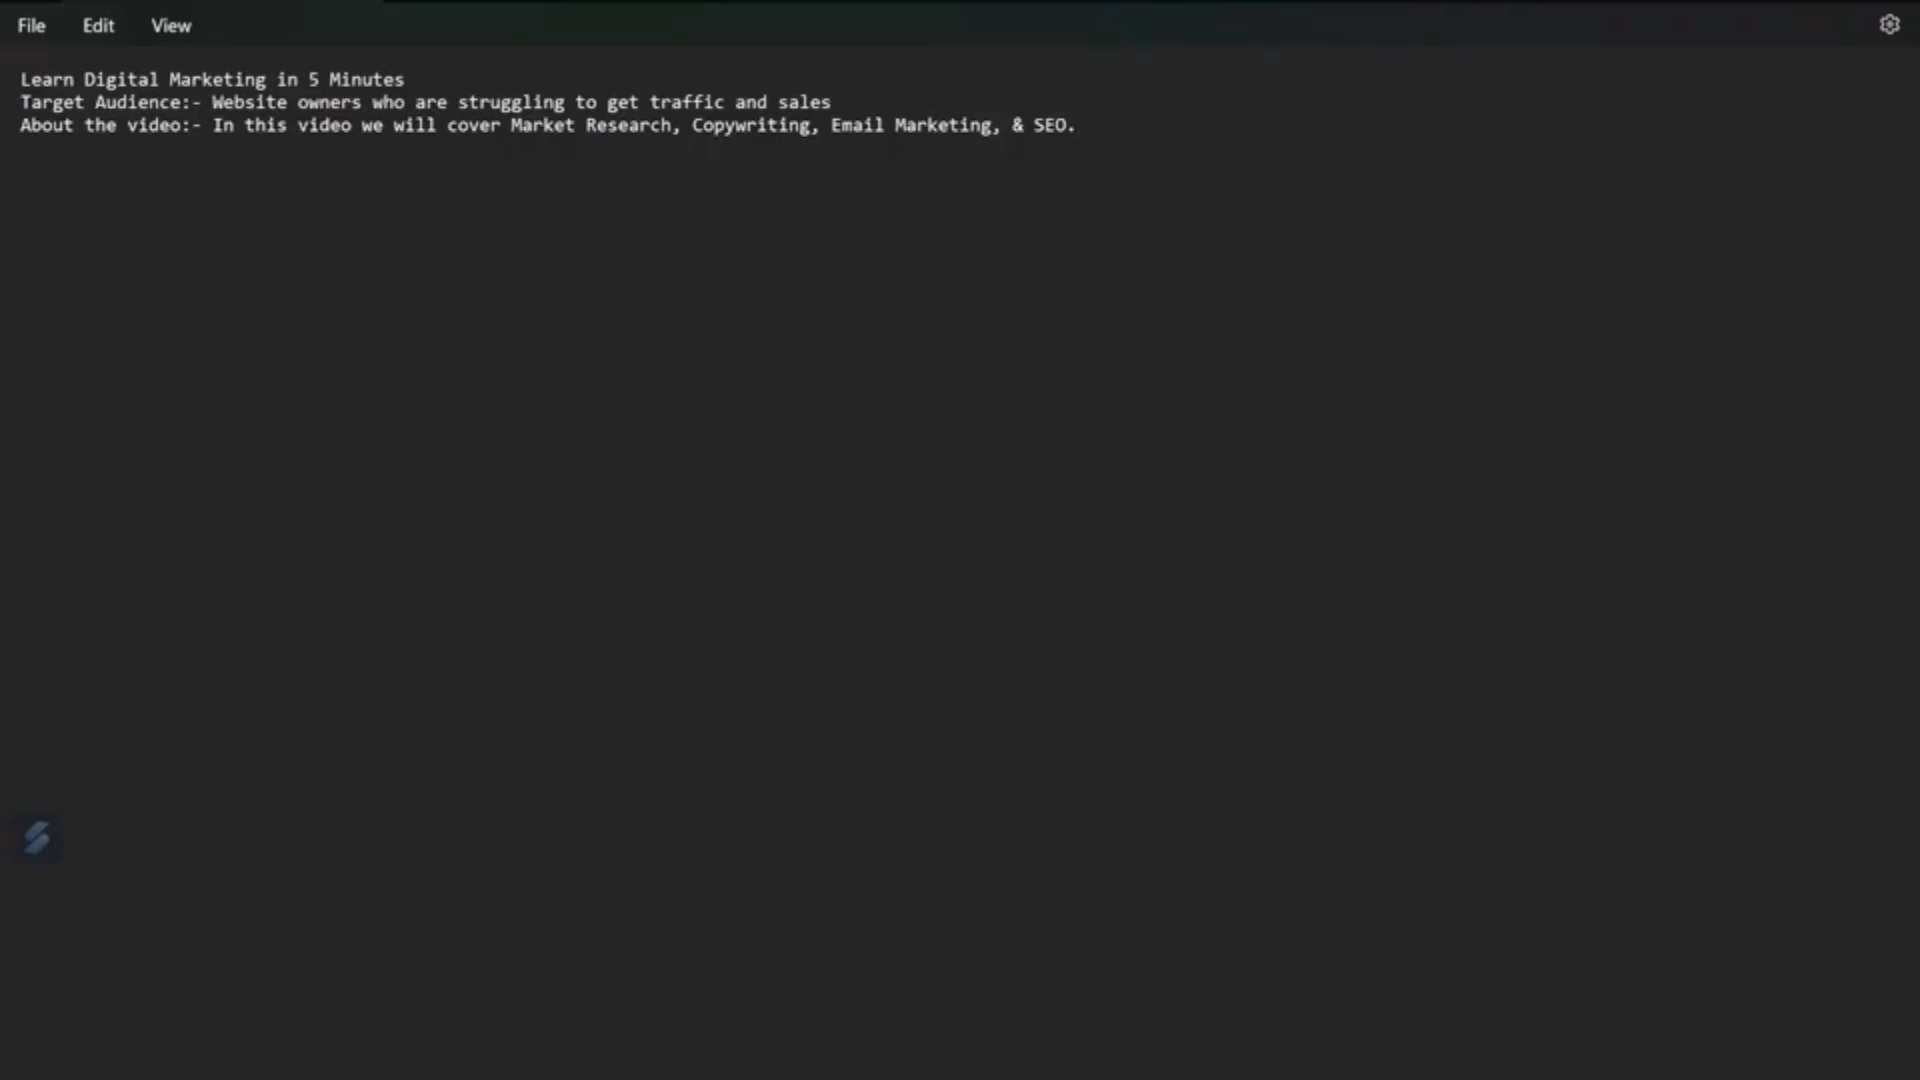 File Edit View
Learn Digital Marketing in 5 Minutes
Target Audience:- Website owners who are struggling to get traffic and sales
About the video:- In this video we will cover Market Research, Copywriting, Email Marketing, & SEO.